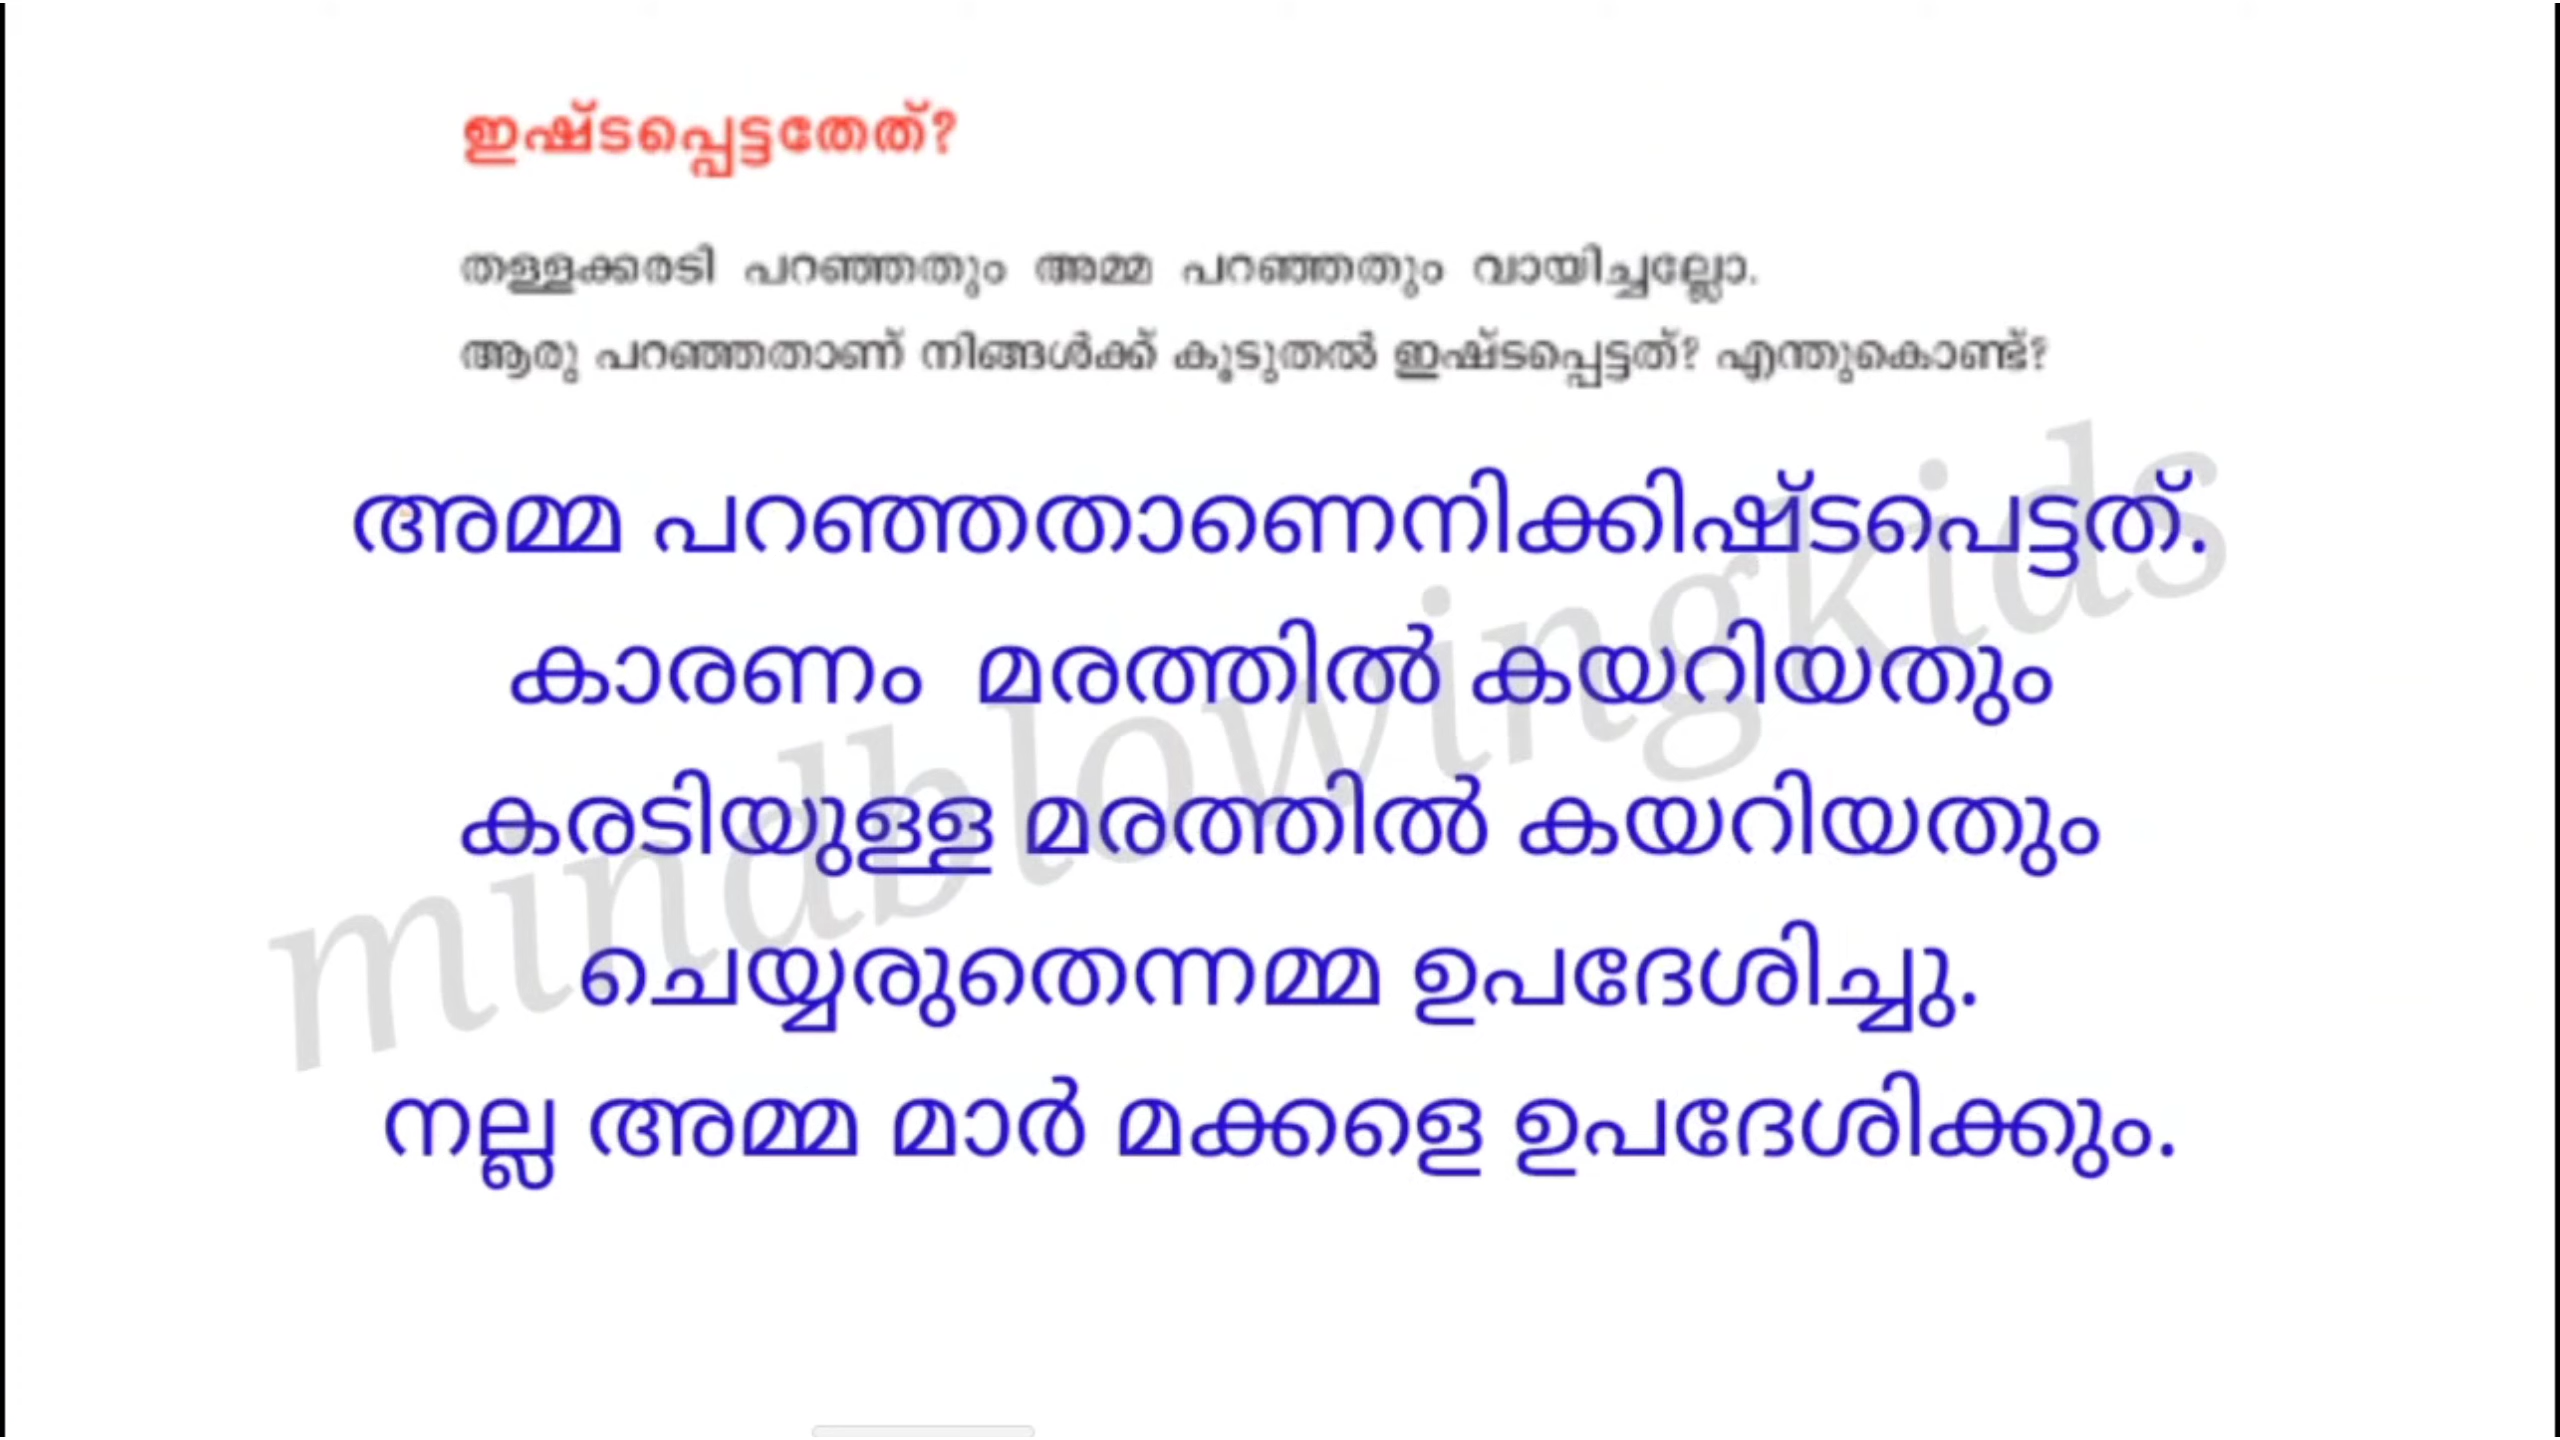 ഇഷ്ടപ്പെട്ടതേത്?
തള്ളക്കരടി പറഞ്ഞതും അമ്മ പറഞ്ഞതും വായിച്ചല്ലോ.
ആരു പറഞ്ഞതാണ് നിങ്ങൾക്ക് കൂടുതൽ ഇഷ്ടപ്പെട്ടത്? എന്തുകൊണ്ട്?
അമ്മ പറഞ്ഞതാണെനിക്കിഷ്ടപെട്ടത്.
കാരണം മരത്തിൽ കയറിയതും
കരടിയുള്ള മരത്തിൽ കയറിയതും
ചെയ്യരുതെന്നമ്മ ഉപദേശിച്ചു.
നല്ല അമ്മ മാർ മക്കളെ ഉപദേശിക്കും.
mindblowingkids